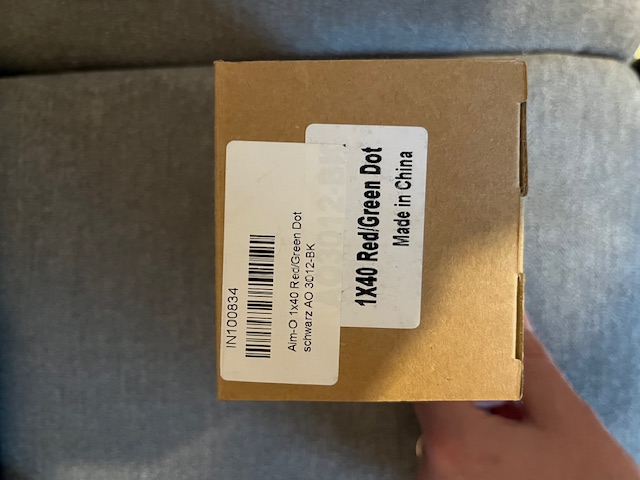 IN100834
Aim-O 1x40 Red/Green Dot
schwarz AO 3012-BK
1X40 Red/Green Dot
Made in China